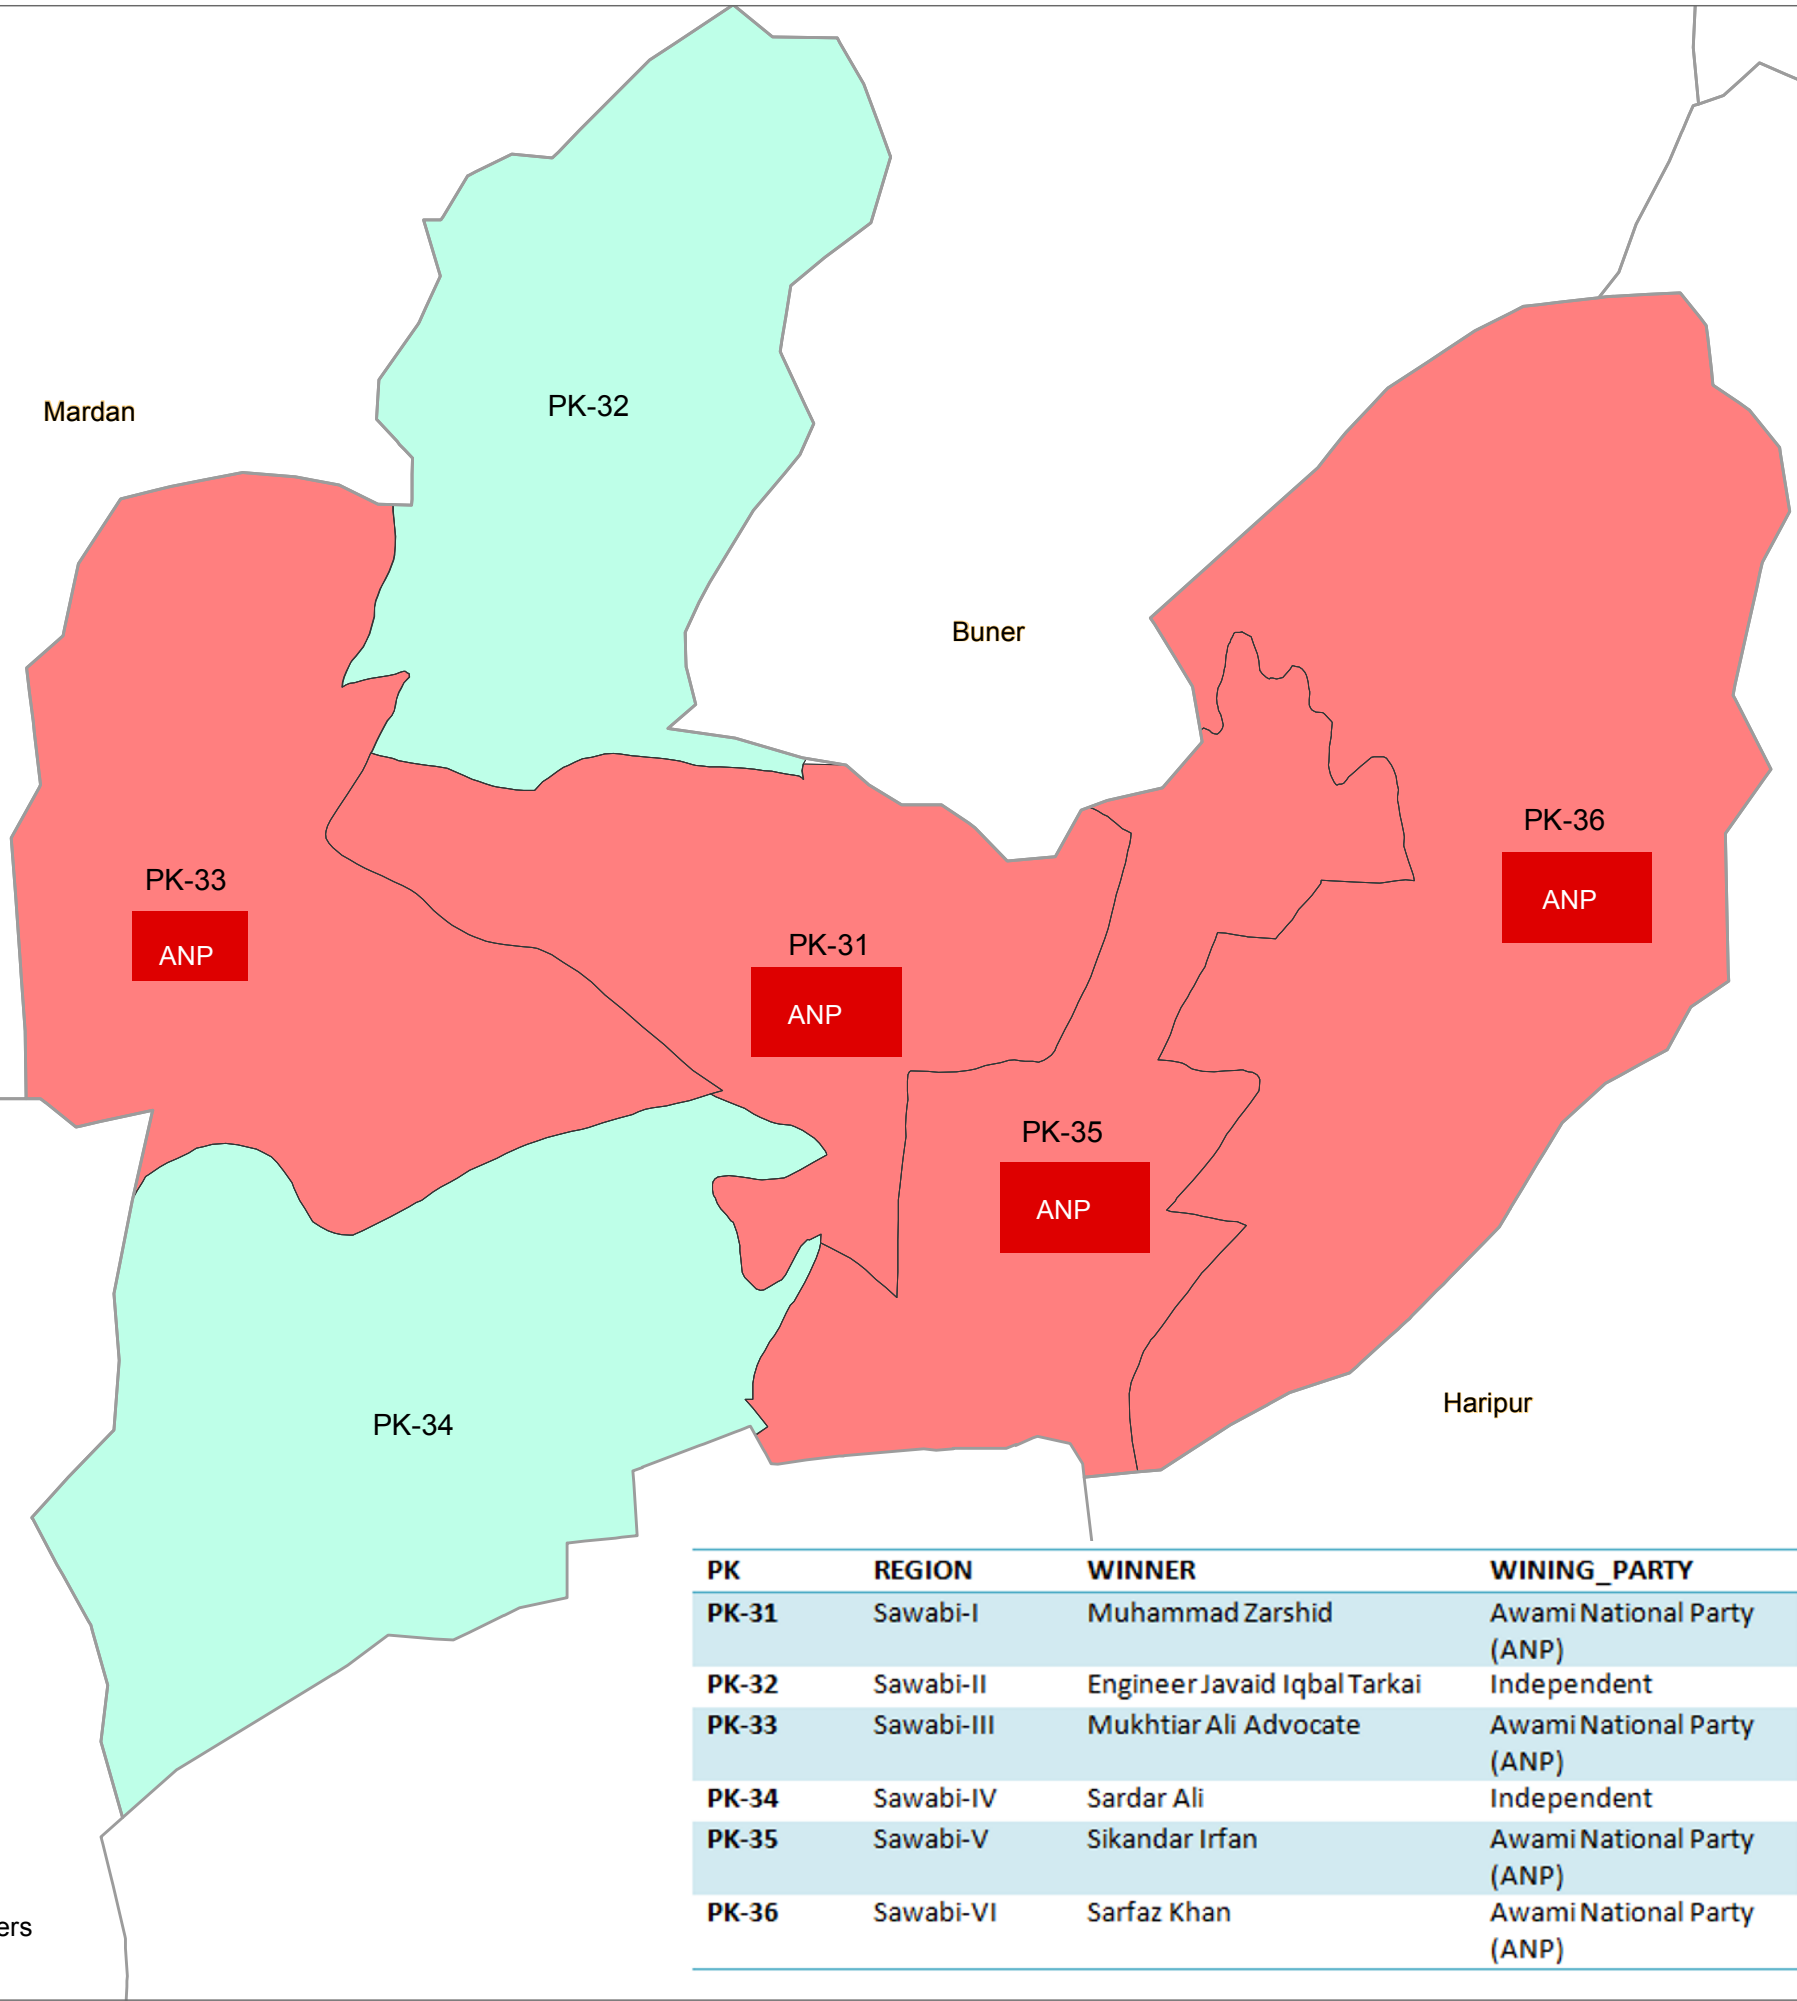 PK-32
Mardan
Buner
PK-36
ANP
PK-33
ANP
PK-31
ANP
PK-35
ANP
Haripur
PK-34
PK REGION WINNER WINING_PARTY
PK-31 Sawabi-I Muhammad Zarshid Awami National Party
(ANP)
PK-32 Sawabi-II Engineer Javaid Iqbal Tarkai Independent
PK-33 Sawabi-III Mukhtiar Ali Advocate Awami National Party
(ANP)
PK-34 Sawabi-IV Sardar Ali Independent
PK-35 Sawabi-V Sikandar Irfan Awami National Party
(ANP)
PK-36 Sawabi-VI Sarfaz Khan Awami National Party
(ANP)
ers